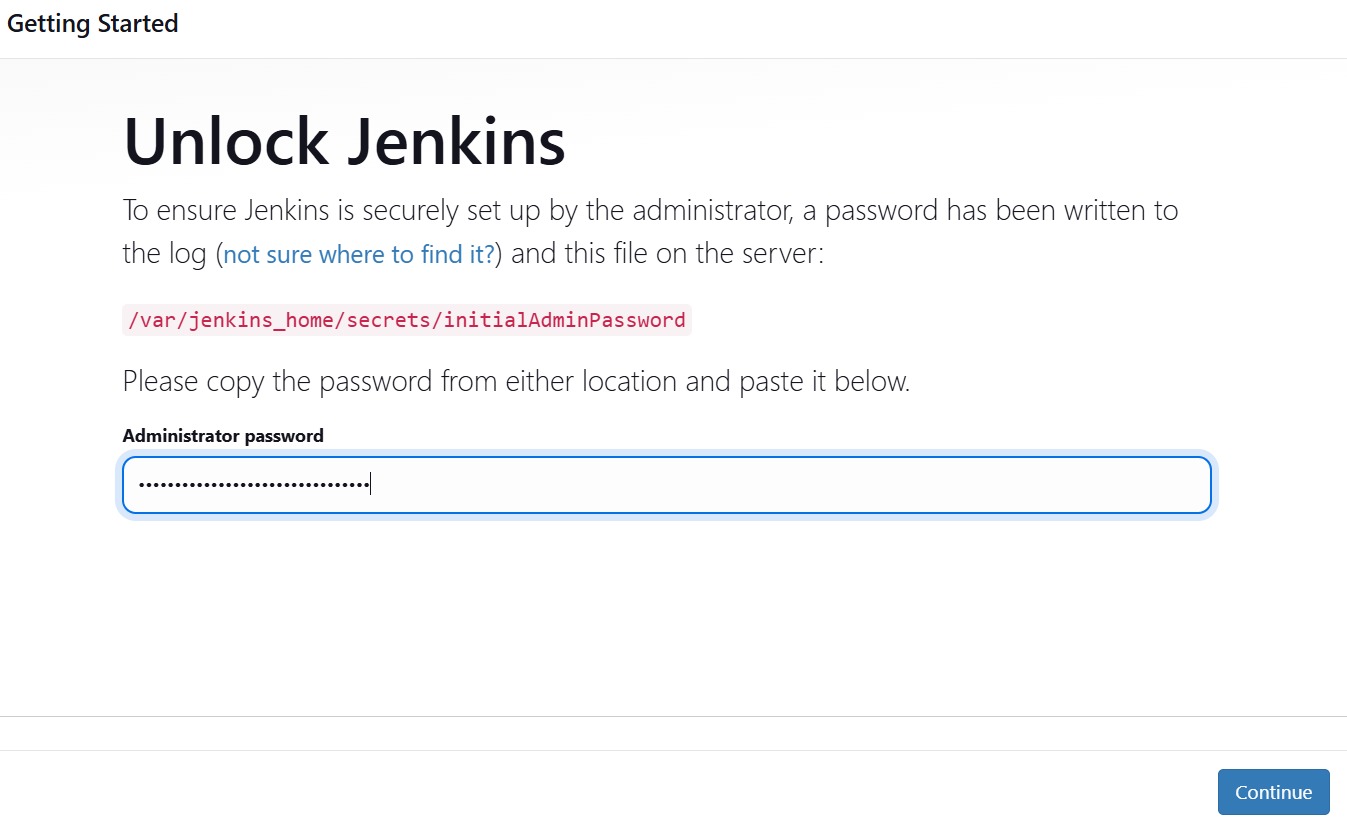 Getting Started
Unlock Jenkins
To ensure Jenkins is securely set up by the administrator, a password has been written to
the log (not sure where to find it?) and this file on the server:
/var/jenkins_home/secrets/initialAdminPassword
Please copy the password from either location and paste it below.
Administrator password
••••••••••••••••••••••••••••••••
Continue